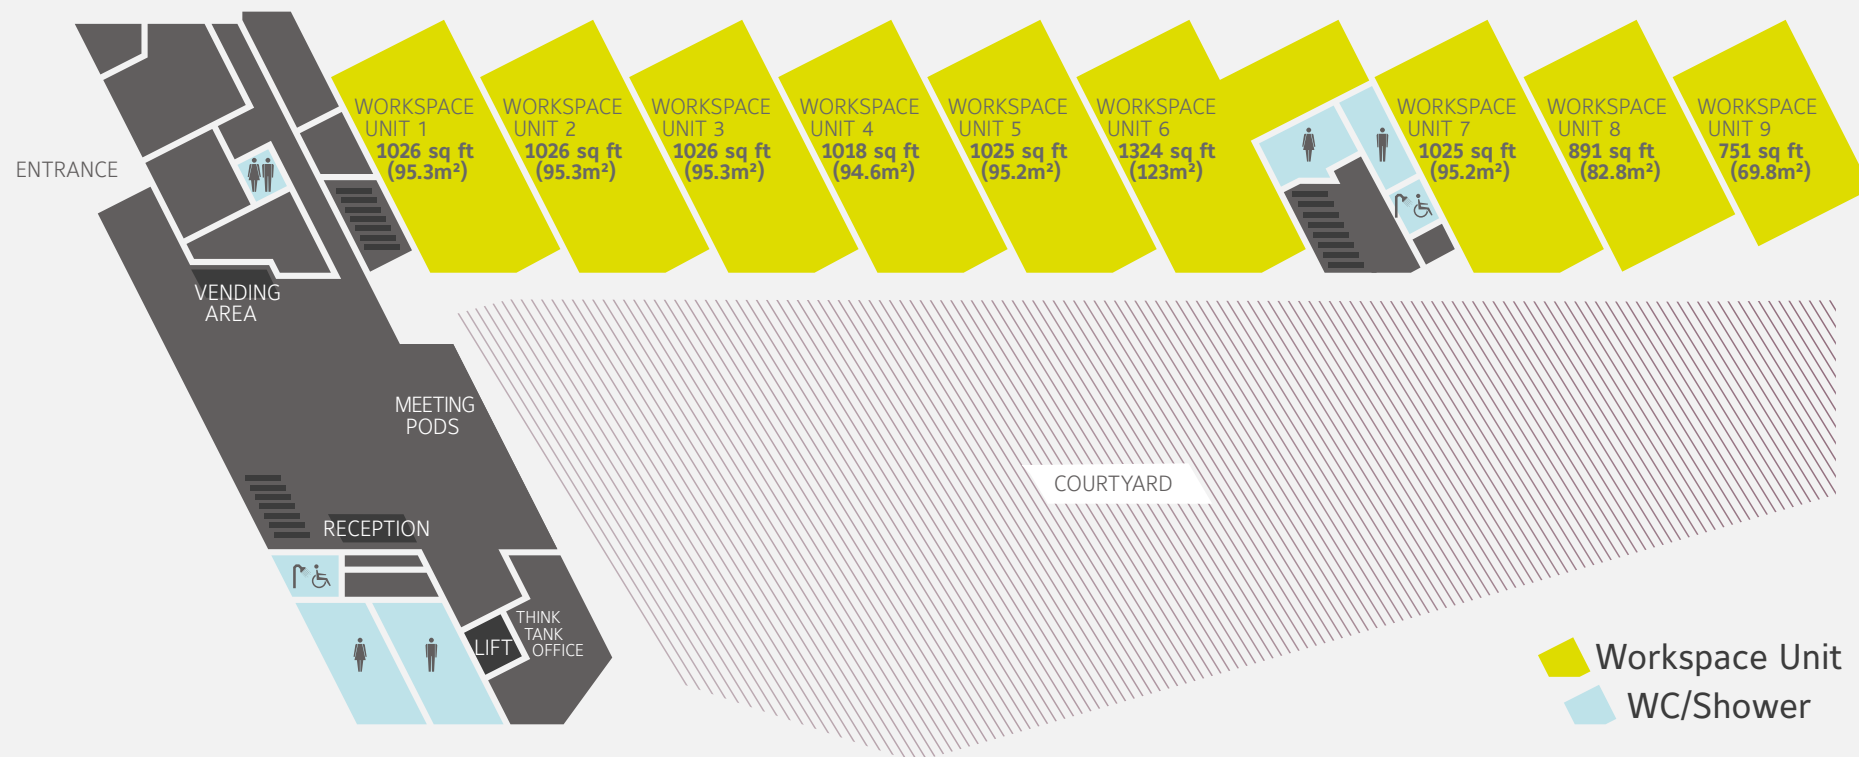 ENTRANCE
WORKSPACE
UNIT 1
1026 sq ft
(95.3m²)
WORKSPACE
UNIT 2
1026 sq ft
(95.3m²)
WORKSPACE
UNIT 3
1026 sq ft
(95.3m²)
WORKSPACE
UNIT 4
1018 sq ft
(94.6m²)
WORKSPACE
UNIT 5
1025 sq ft
(95.2m²)
WORKSPACE
UNIT 6
1324 sq ft
(123m²)
WORKSPACE
UNIT 7
1025 sq ft
(95.2m²)
WORKSPACE
UNIT 8
891 sq ft
(82.8m²)
WORKSPACE
UNIT 9
751 sq ft
(69.8m²)
VENDING
AREA
MEETING
PODS
COURTYARD
RECEPTION
THINK
TANK
OFFICE
LIFT
Workspace Unit
WC/Shower